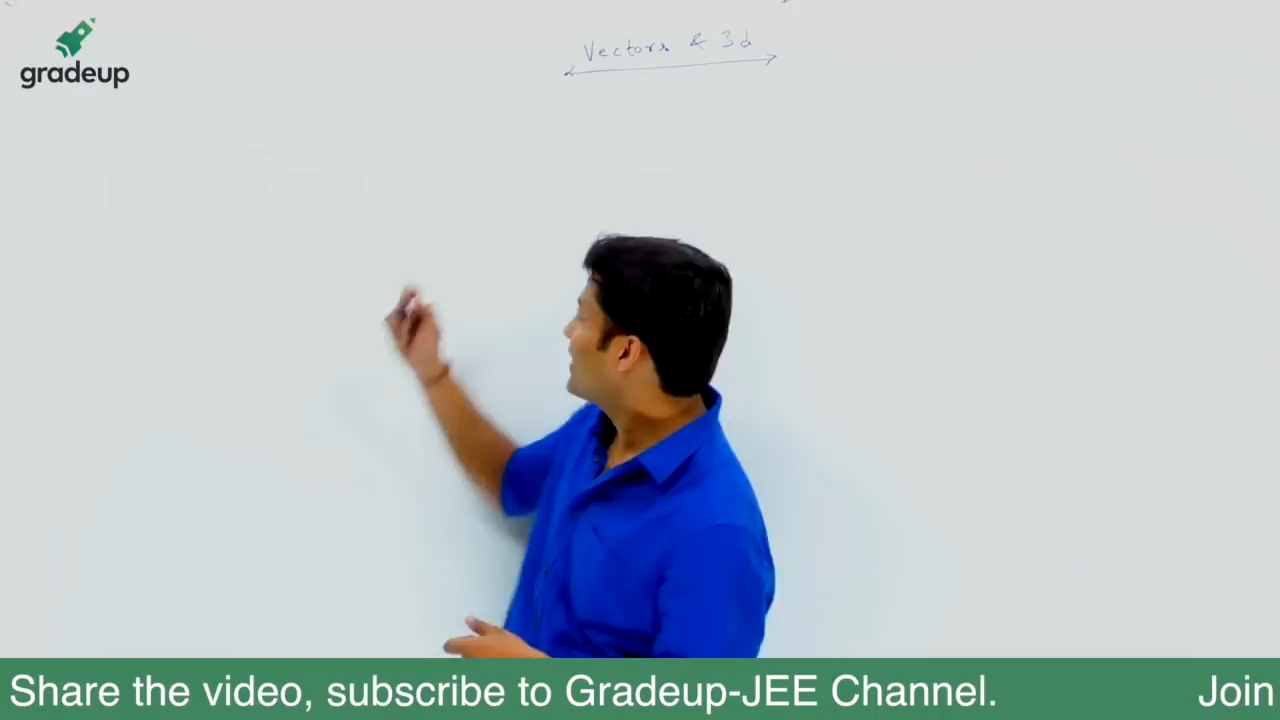 gradeup
Vectors & 3d
Share the video, subscribe to Gradeup-JEE Channel.
Join